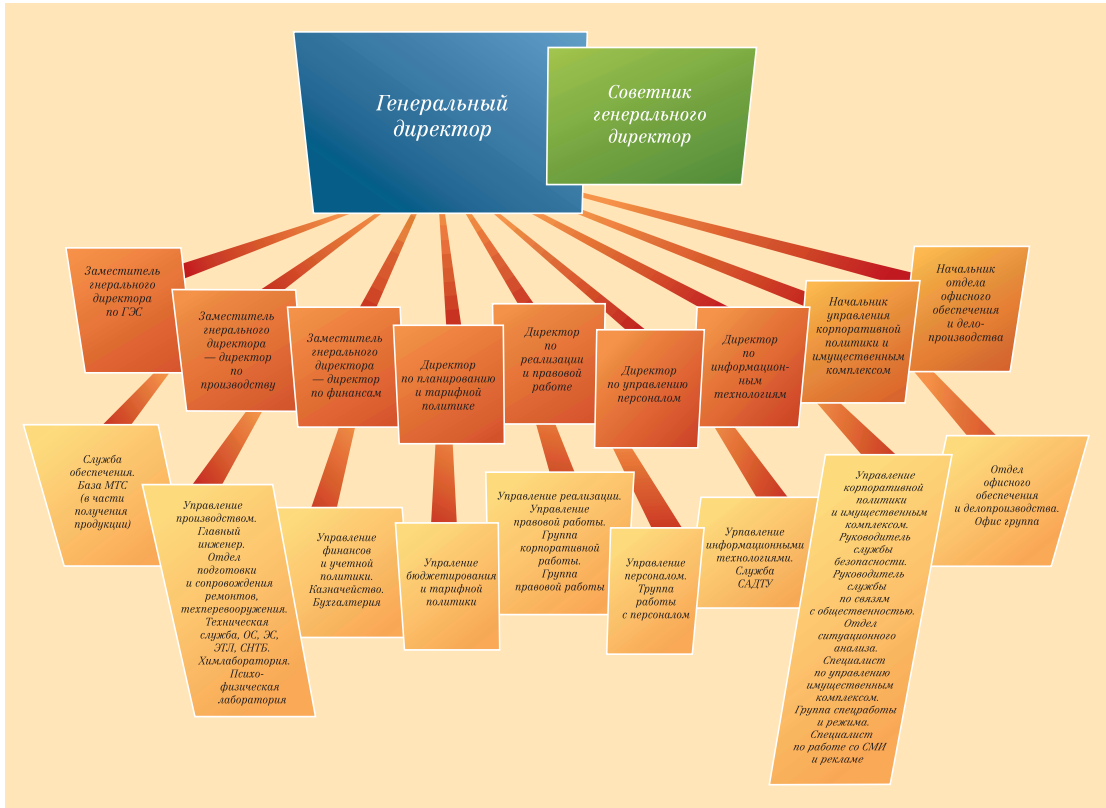 Генеральный
директор
Советник
генерального
директор
Заместитель
гнерального
директора
по ГЭС
Заместитель
гнерального
директора
— директор
по
производству
Заместитель
гнерального
директора
— директор
по финансам
Директор
по планированию
и тарифной
политике
Директор
по
реализации
и правовой
работе
Директор
по управлению
персоналом
Директор
по
информацион-
ным
технологиям
Начальник
управления
корпоративной
политики и
имущественным
комплексом
Начальник
отдела
офисного
обеспечения
и дело-
производства
Служба
обеспечения.
База МТС
(в части
получения
продукции)
Управление
производством.
Главный
инженер.
Отдел
подготовки
и сопровождения
ремонтов,
техперевооружения.
Техническая
служба, ОС, ЭС,
ЭТЛ, СНТБ.
Химлаборатория.
Психо-
физическая
лаборатория
Управление
финансов
и учетной
политики.
Казначейство.
Бухгалтерия
Упраление
бюджетирования
и тарифной
политики
Управление реализации.
Управление
правовой работы.
Группа
корпоративной
работы.
Группа
правовой работы
Управление
персоналом.
Труппа
работы
с персоналом
Урравление
информационными
технологиями.
Служба
САДТУ
Управление
корпоративной
политики
и имущественным
комплексом.
Руководитель
службы
безопасности.
Руководитель
службы
по связям
с общественностью.
Отдел
ситуационного
анализа.
Специалист
по управлению
имущественным
комплексом.
Группа спецработы
и режима.
Специалист
по работе со СМИ
и рекламе
Отдел
офисного
обеспечения
и делопроизводства.
Офис группа